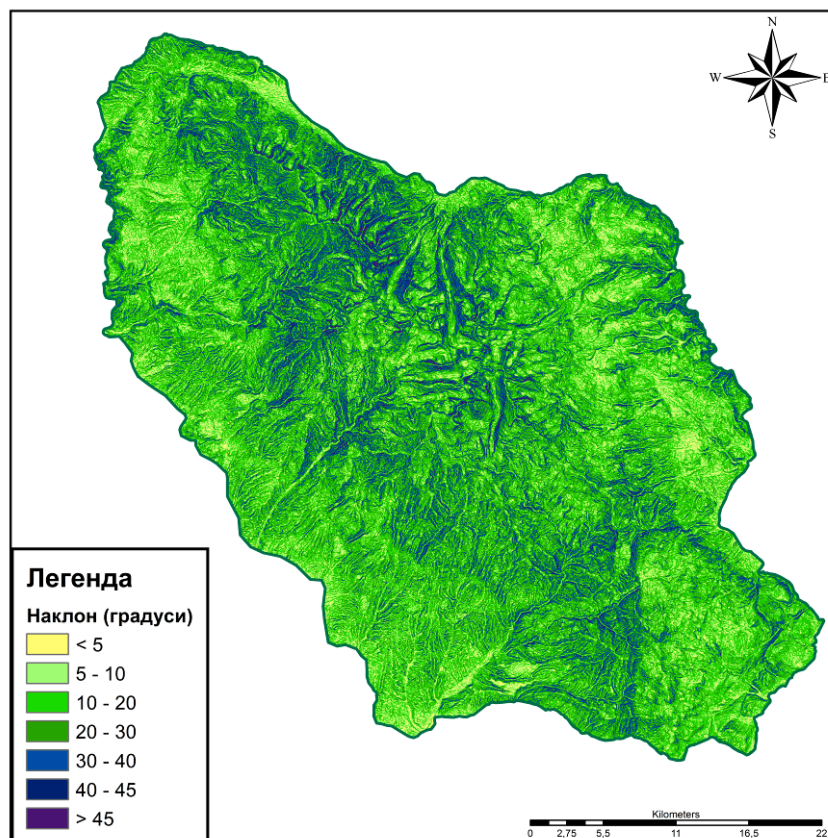 N
W E
S
Легенда
Наклон (градуси)
< 5
5 - 10
10 - 20
20 - 30
30 - 40
40 - 45
> 45
Kilometers
0 2,75 5,5 11 16,5 22